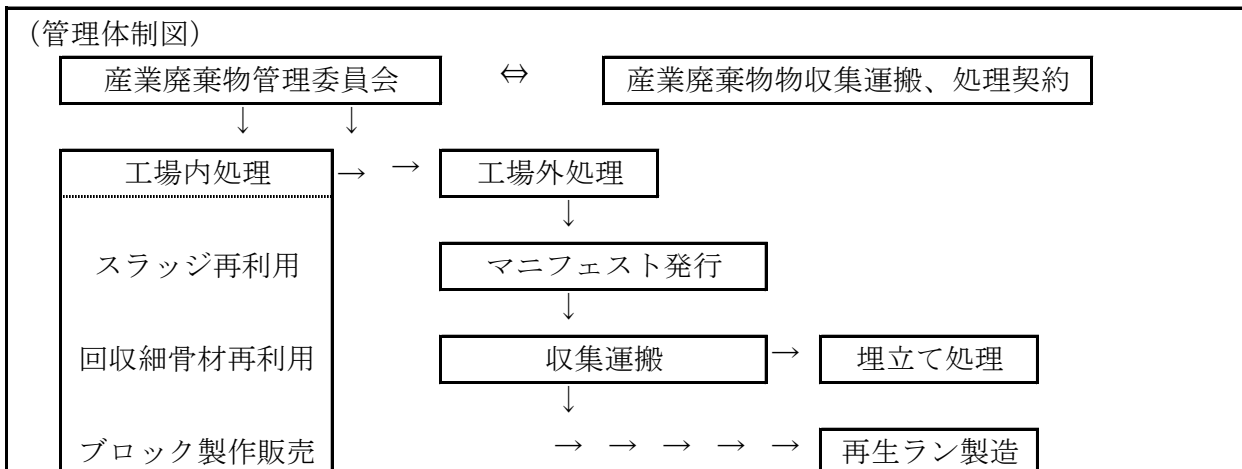 （管理体制図）
産業廃棄物管理委員会 ⇔ 産業廃棄物物収集運搬、処理契約
↓ ↓
工場内処理 → → 工場外処理
↓
スラッジ再利用 マニフェスト発行
↓
回収細骨材再利用 収集運搬 → 埋立て処理
↓
ブロック製作販売 → → → → → 再生ラン製造